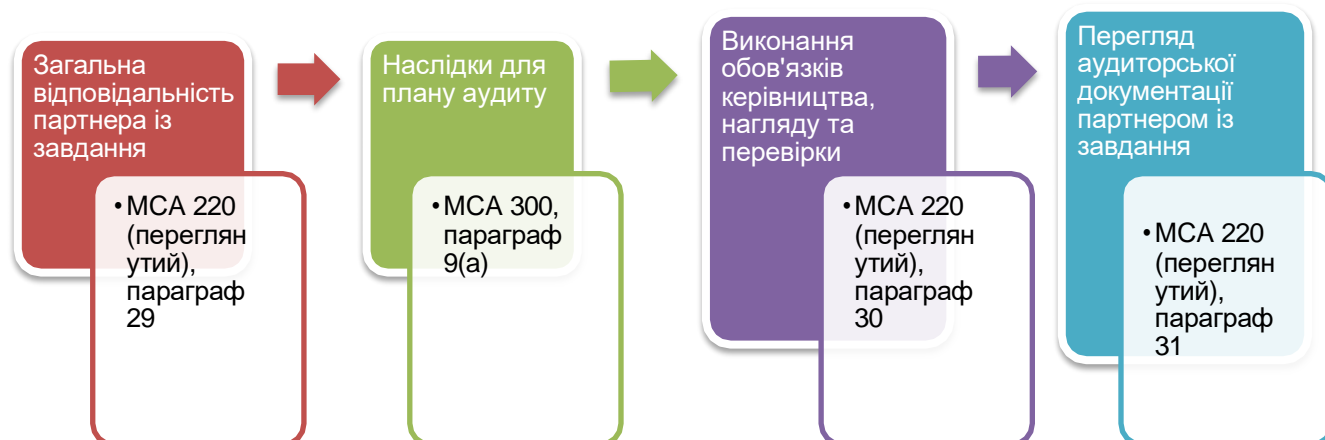 Загальна
відповідальність
партнера із
завдання
• МСА 220
(переглян
утий),
параграф
29
Наслідки для
плану аудиту
• МСА 300,
параграф
9(а)
Виконання
обов'язків
керівництва,
нагляду та
перевірки
• МСА 220
(переглян
утий),
параграф
30
Перегляд
аудиторської
документації
партнером із
завдання
• МСА 220
(переглян
утий),
параграф
31